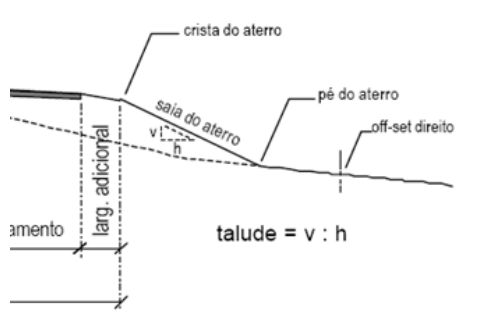 crista do aterro
saia do aterro
v
h
pé do aterro
off-set direito
larg. adicional
amento
talude = v : h